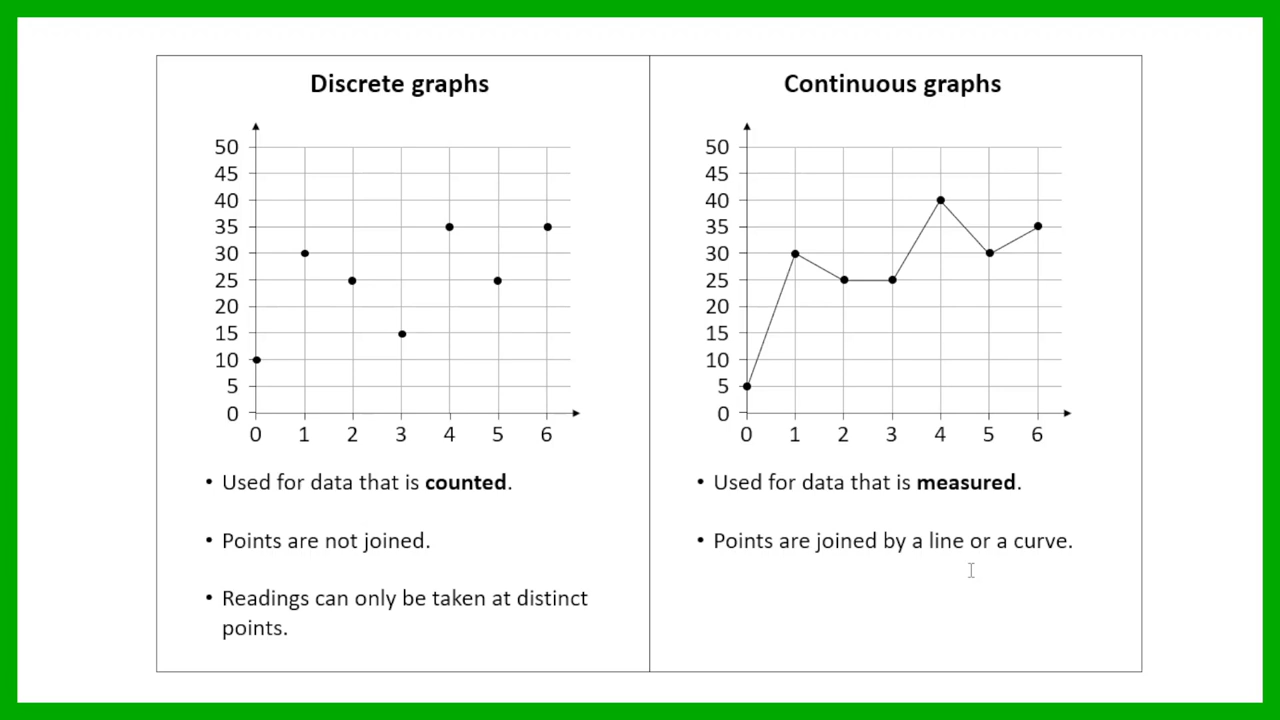 Discrete graphs
50
45
40
35
30
25
20
15
10
5
0
0 1 2 3 4 5 6
• Used for data that is counted.
• Points are not joined.
• Readings can only be taken at distinct
points.
Continuous graphs
50
45
40
35
30
25
20
15
10
5
0
0 1 2 3 4 5 6
• Used for data that is measured.
• Points are joined by a line or a curve.